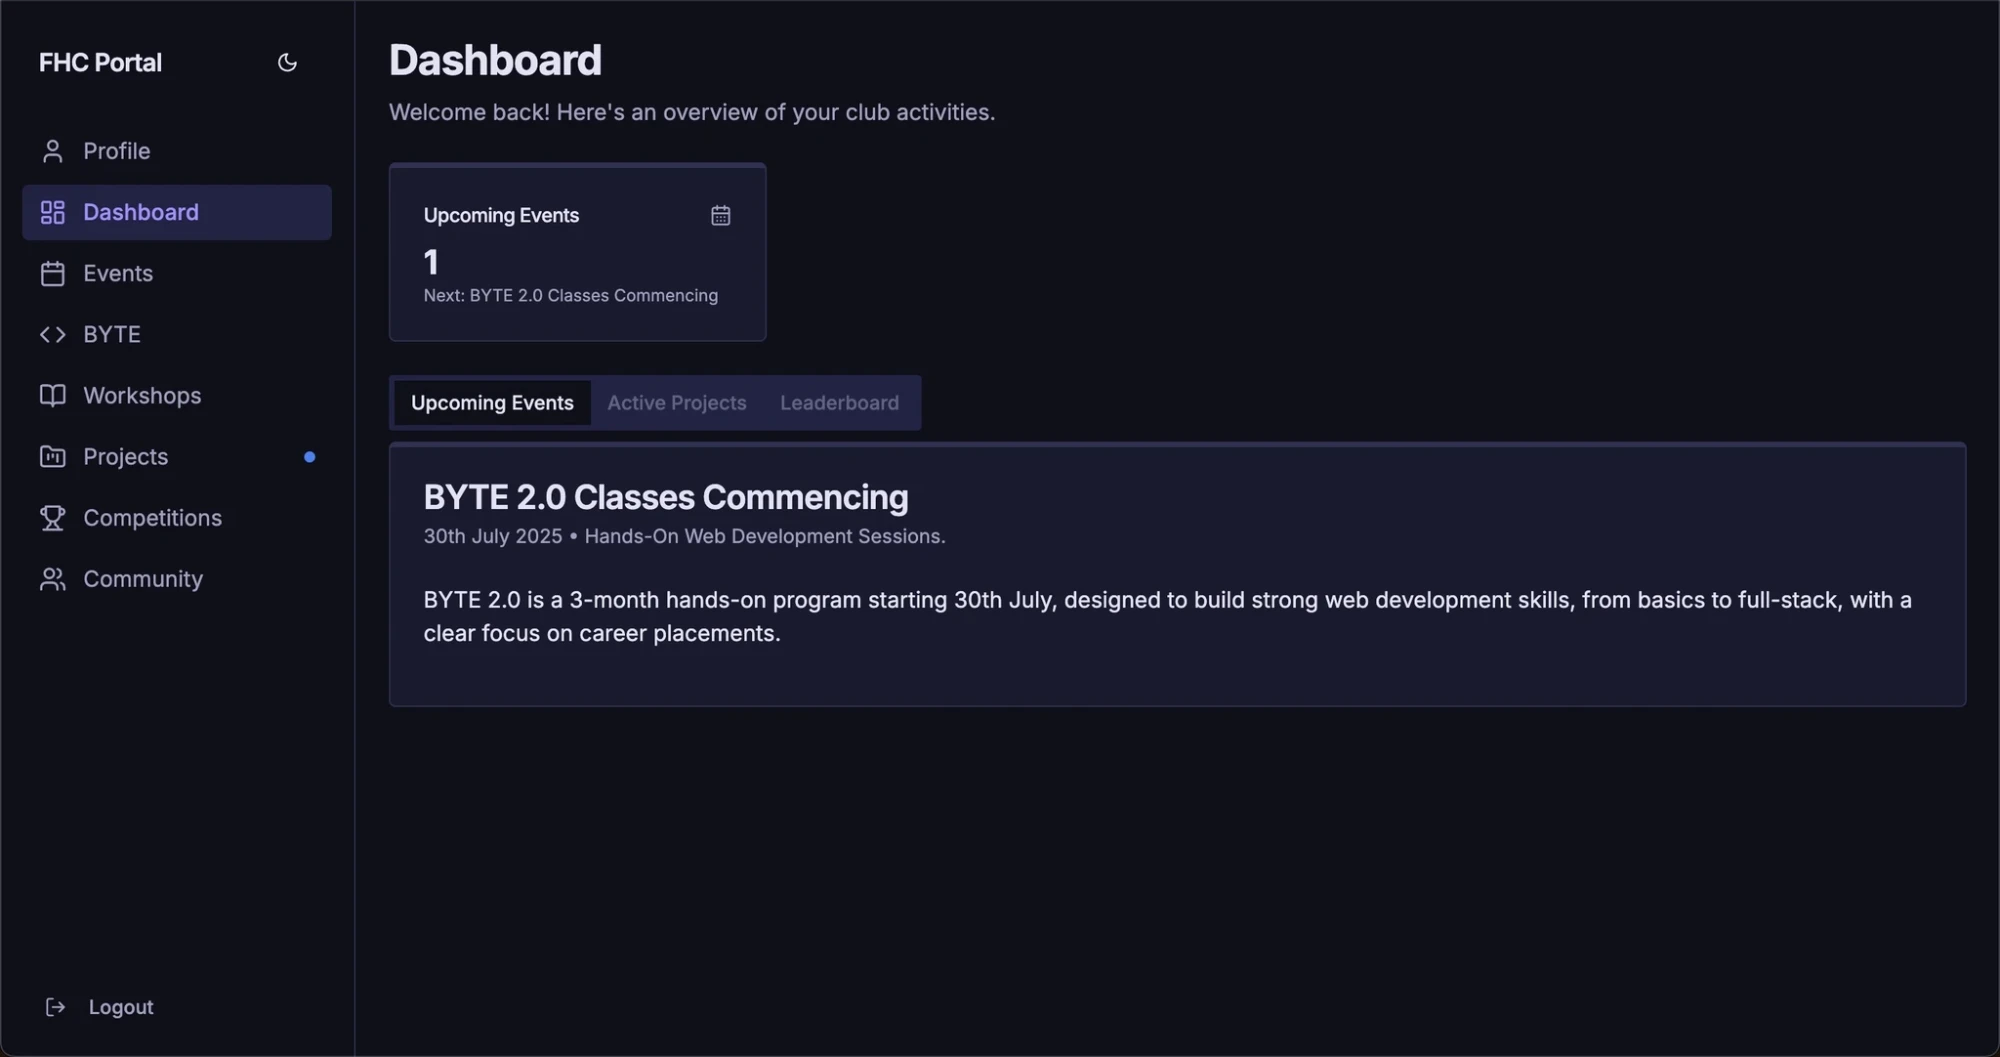 FHC Portal
Profile
Dashboard
Events
BYTE
Workshops
Projects
Competitions
Community
Logout
Dashboard
Welcome back! Here's an overview of your club activities.
Upcoming Events
1
Next: BYTE 2.0 Classes Commencing
Upcoming Events
Active Projects
Leaderboard
BYTE 2.0 Classes Commencing
30th July 2025 • Hands-On Web Development Sessions.
BYTE 2.0 is a 3-month hands-on program starting 30th July, designed to build strong web development skills, from basics to full-stack, with a
clear focus on career placements.